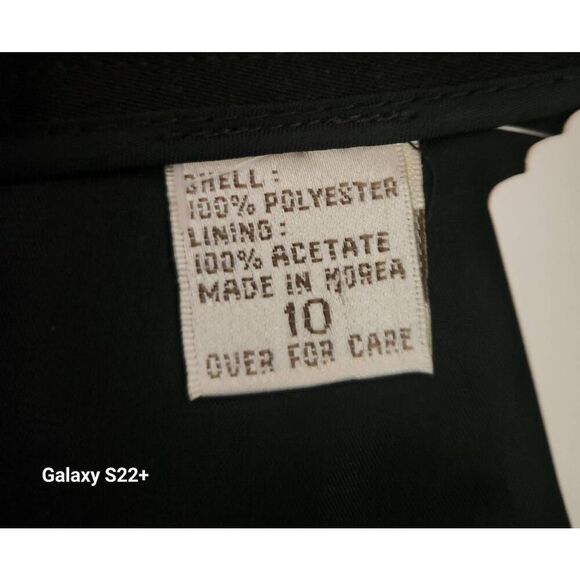 SHELL:
100% POLYESTER
LINING:
100% ACETATE
MADE IN KOREA
10
OVER FOR CARE
Galaxy S22+